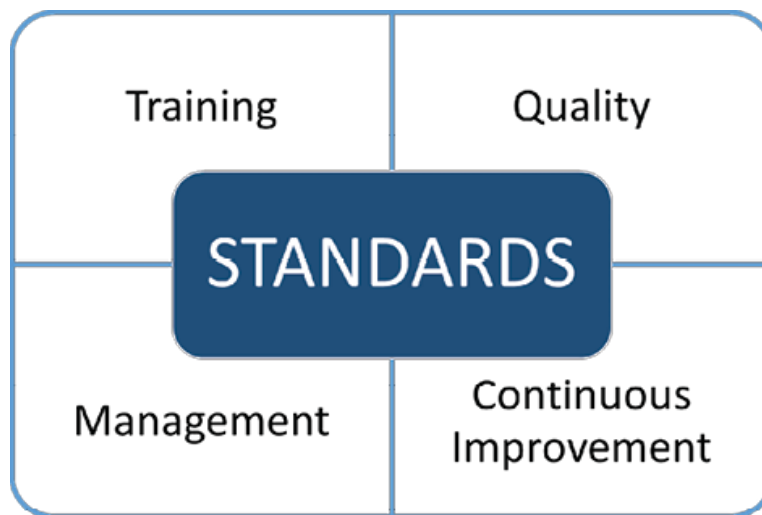 Training
Quality
STANDARDS
Management
Continuous
Improvement